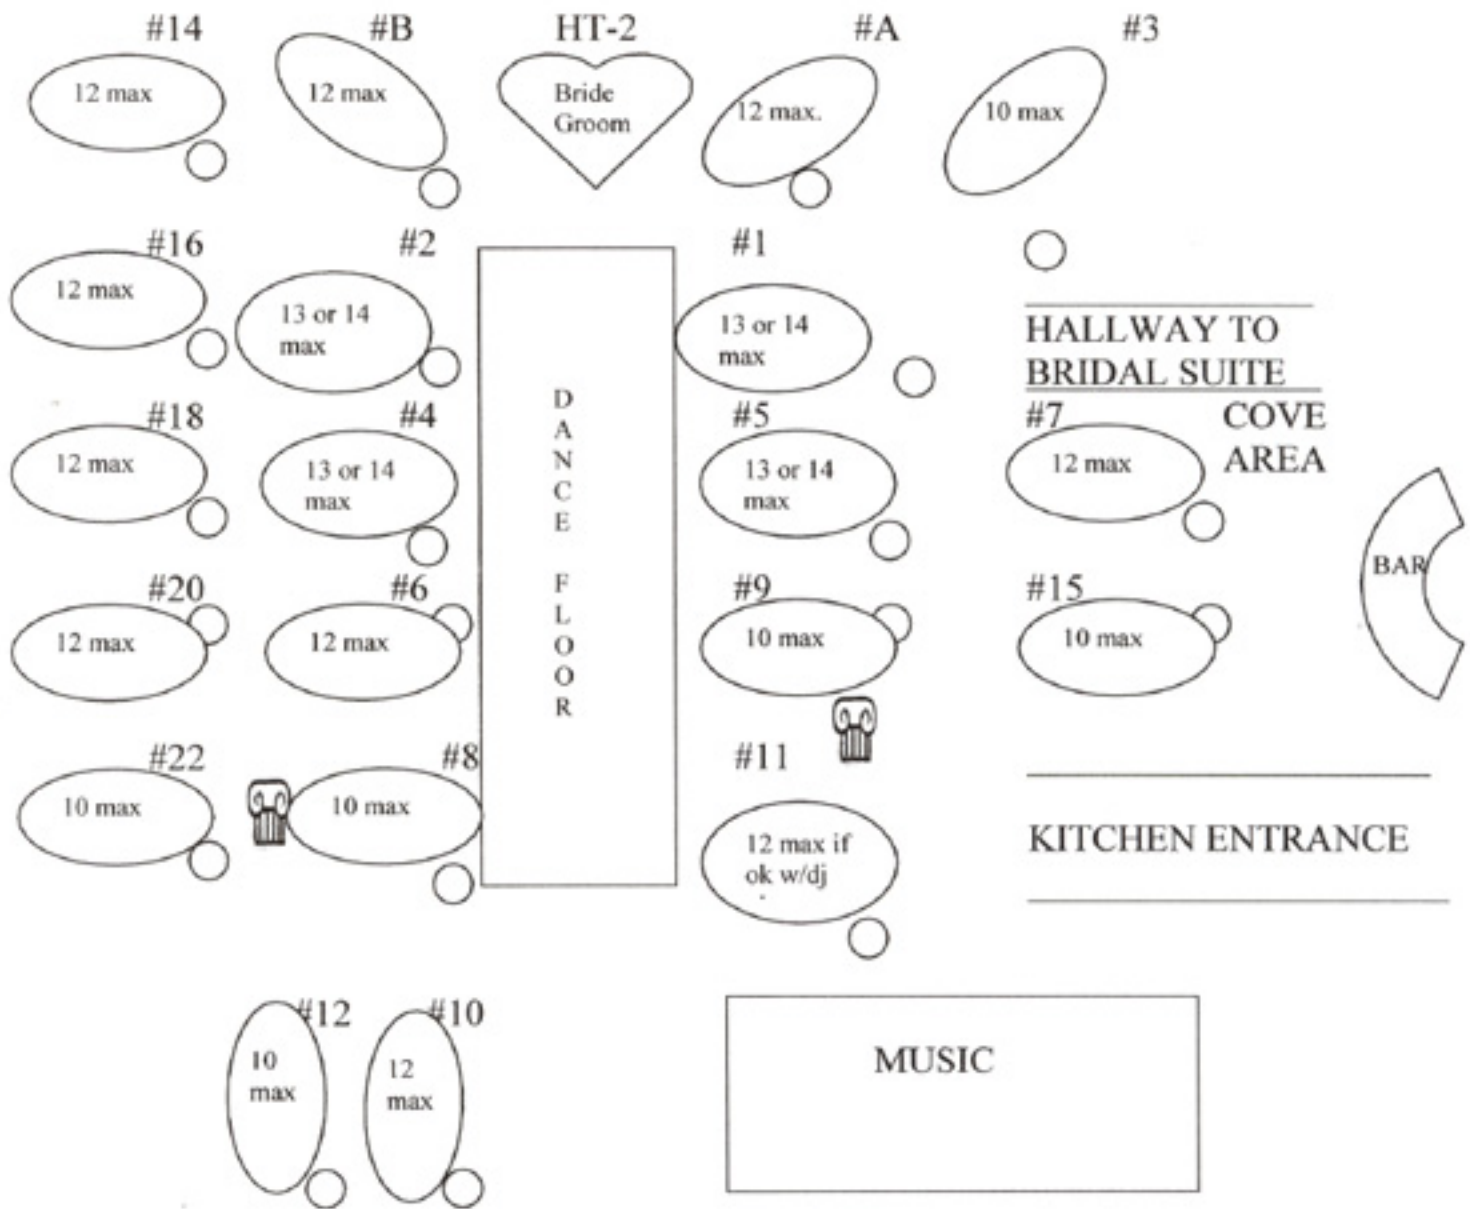 #14 #B HT-2 #A #3
12 max
12 max
Bride
Groom
12 max.
10 max
#16 #2 #1
12 max
13 or 14
max
13 or 14
max
HALLWAY TO
BRIDAL SUITE
#18 #4 #5 #7
COVE
AREA
12 max
13 or 14
max
DANCE FLOOR
13 or 14
max
12 max
BAR
#20 #6 #9 #15
12 max
12 max
10 max
10 max
#22 #8 #11
10 max
10 max
12 max if
ok w/dj
KITCHEN ENTRANCE
#12 #10
10
max
12
max
MUSIC